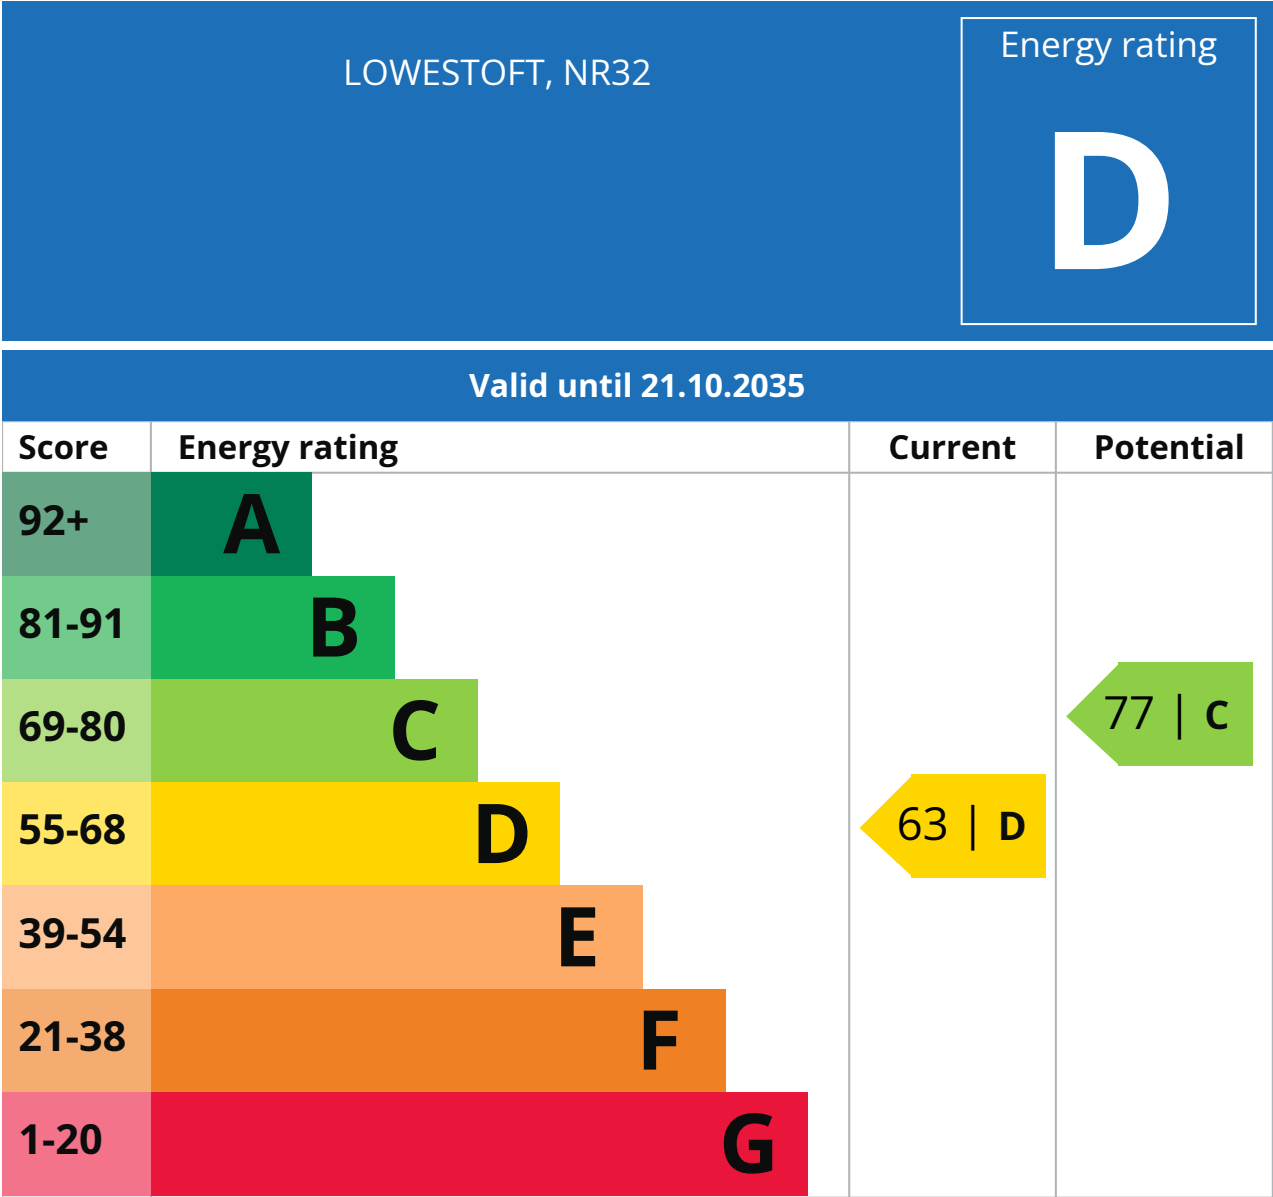 LOWESTOFT, NR32
Energy rating
D
Valid until 21.10.2035
Score Energy rating Current Potential
92+ A
81-91 B
69-80 C
77 | C
55-68 D
63 | D
39-54 E
21-38 F
1-20 G